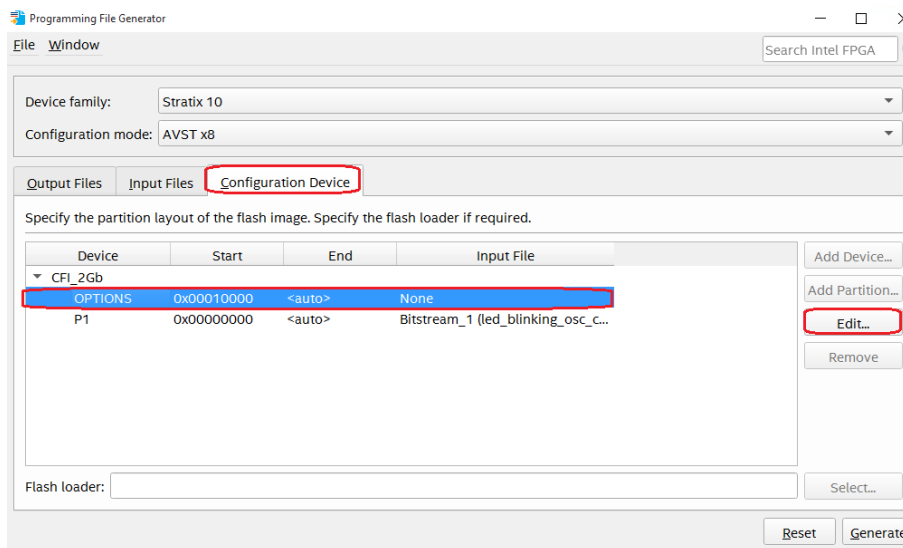 Programming File Generator
File Window
Search Intel FPGA
Device family: Stratix 10
Configuration mode: AVST x8
Output Files Input Files Configuration Device
Specify the partition layout of the flash image. Specify the flash loader if required.
Device Start End Input File
CFI_2Gb
OPTIONS 0x00010000 <auto> None
P1 0x00000000 <auto> Bitstream_1 (led_blinking_osc_c...
Add Device...
Add Partition...
Edit...
Remove
Flash loader:
Select...
Reset Generate